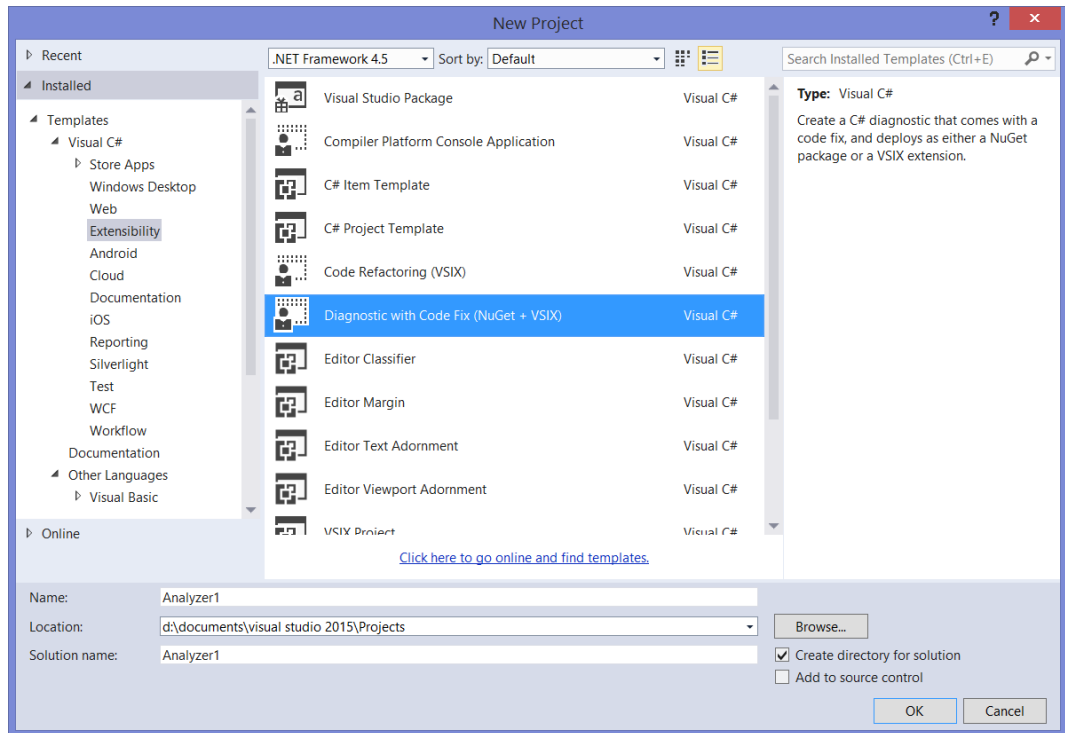 New Project
?
x
Recent
.NET Framework 4.5
Sort by:
Default
Search Installed Templates (Ctrl+E)
Installed
Templates
Visual C#
Store Apps
Windows Desktop
Web
Extensibility
Android
Cloud
Documentation
iOS
Reporting
Silverlight
Test
WCF
Workflow
Documentation
Other Languages
Visual Basic
Online
Visual Studio Package Visual C#
Compiler Platform Console Application Visual C#
C# Item Template Visual C#
C# Project Template Visual C#
Code Refactoring (VSIX) Visual C#
Diagnostic with Code Fix (NuGet + VSIX) Visual C#
Editor Classifier Visual C#
Editor Margin Visual C#
Editor Text Adornment Visual C#
Editor Viewport Adornment Visual C#
VSIX Project Visual C#
Click here to go online and find templates.
Type: Visual C#
Create a C# diagnostic that comes with a
code fix, and deploys as either a NuGet
package or a VSIX extension.
Name: Analyzer1
Location: d:\documents\visual studio 2015\Projects
Browse...
Solution name: Analyzer1
Create directory for solution
Add to source control
OK
Cancel